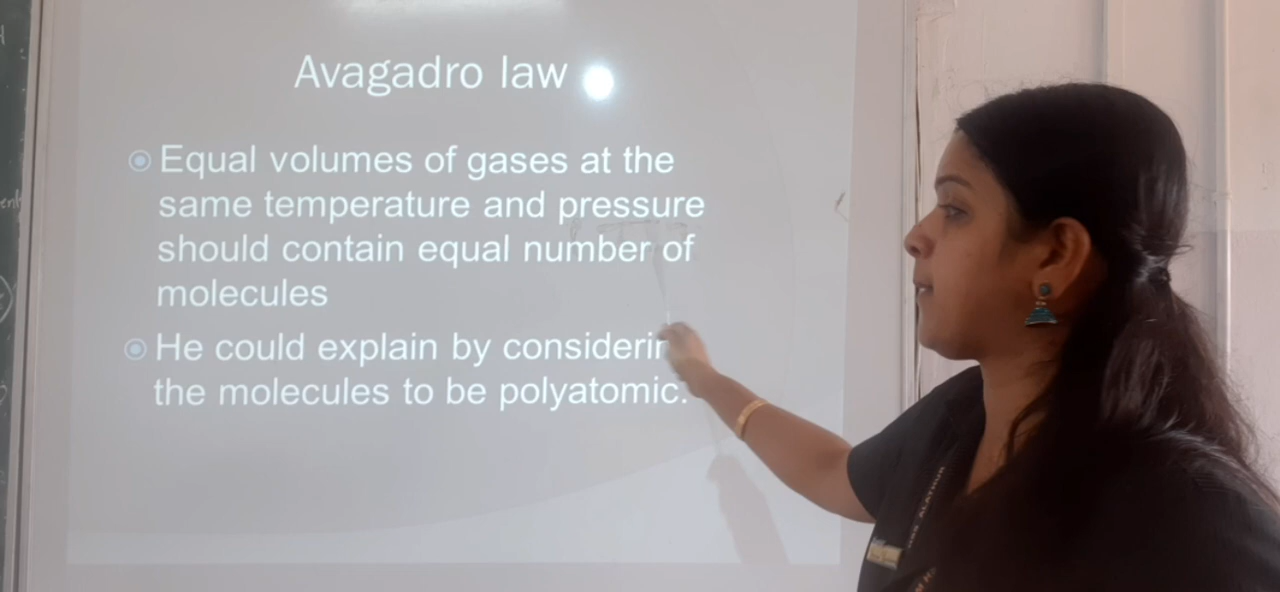 Avagadro law
Equal volumes of gases at the
same temperature and pressure
should contain equal number of
molecules
He could explain by
the molecules to be polyatomic.